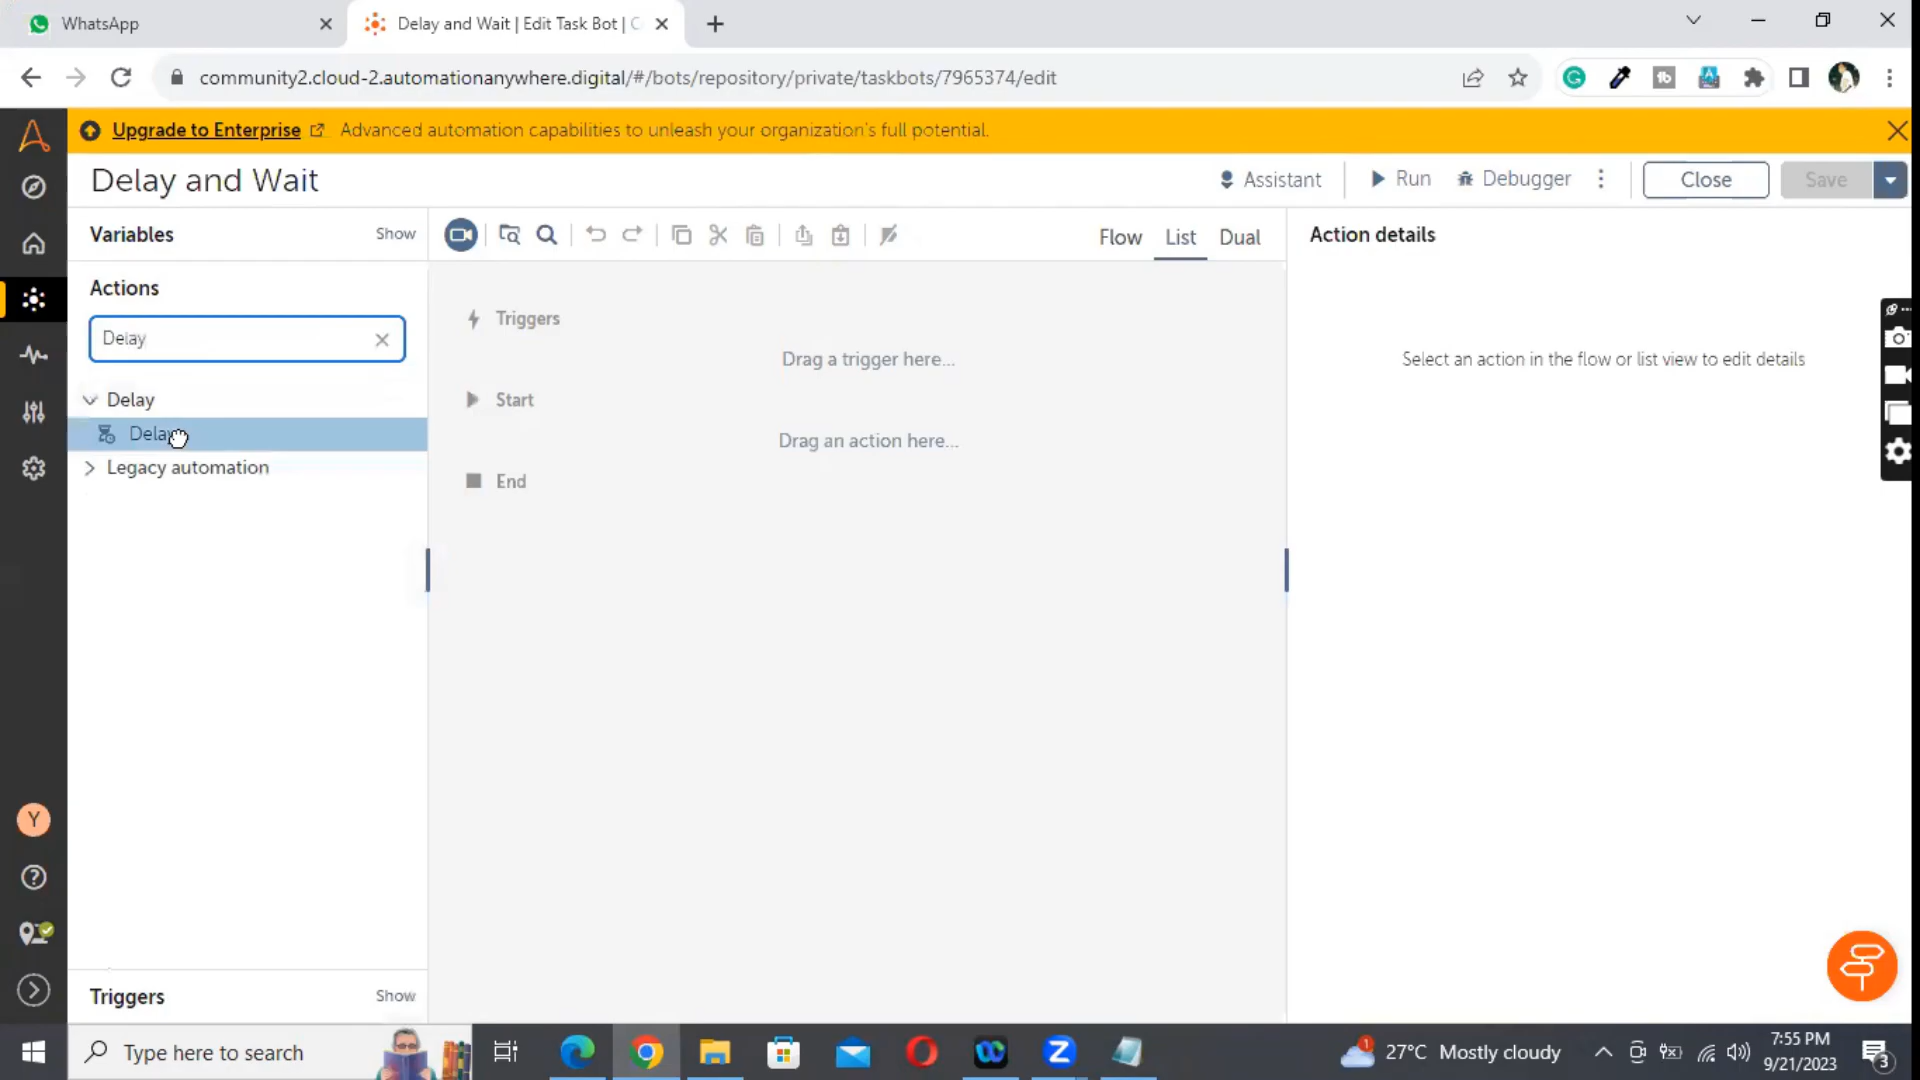 WhatsApp
Delay and Wait | Edit Task Bot | C
community2.cloud-2.automationanywhere.digital/#/bots/repository/private/taskbots/7965374/edit
Upgrade to Enterprise Advanced automation capabilities to unleash your organization's full potential.
Delay and Wait
Assistant
Run
Debugger
Close
Save
Variables
Show
Flow
List
Dual
Action details
Actions
Delay
Delay
Delay
Legacy automation
Triggers
Drag a trigger here...
Start
Drag an action here...
End
Select an action in the flow or list view to edit details
Y
Triggers
Show
Type here to search
27°C Mostly cloudy
7:55 PM
9/21/2023
3